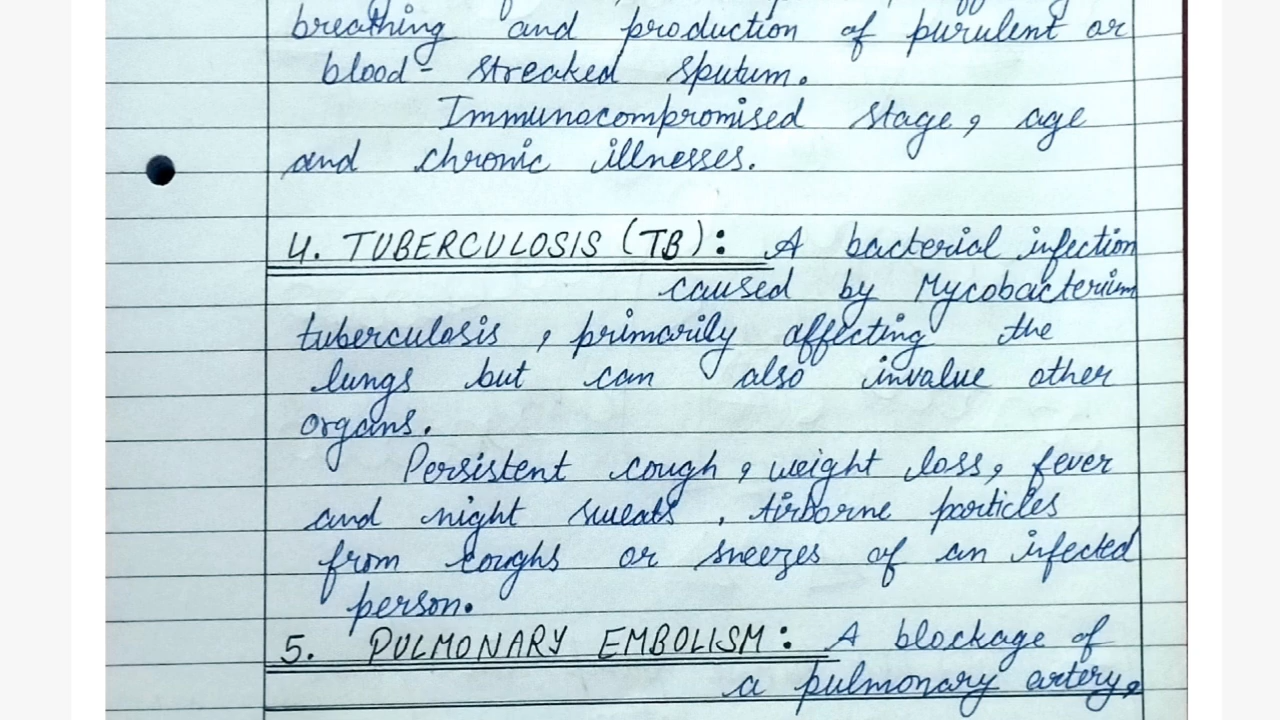 breathing and production of purulent or
blood- streaked sputum.
Immunocompromised stage, age
and chronic illnesses.
4. TUBERCULOSIS (TB): A bacterial infection
caused by Mycobacterium
tuberculosis, primarily affecting the
lungs but can also invalue other
organs.
Persistent cough, weight loss, fever
and night sweats, Airborne particles
from coughs or sneezes of an infected
person.
5. PULMONARY EMBOLISM: A blockage of
a pulmonary artery,